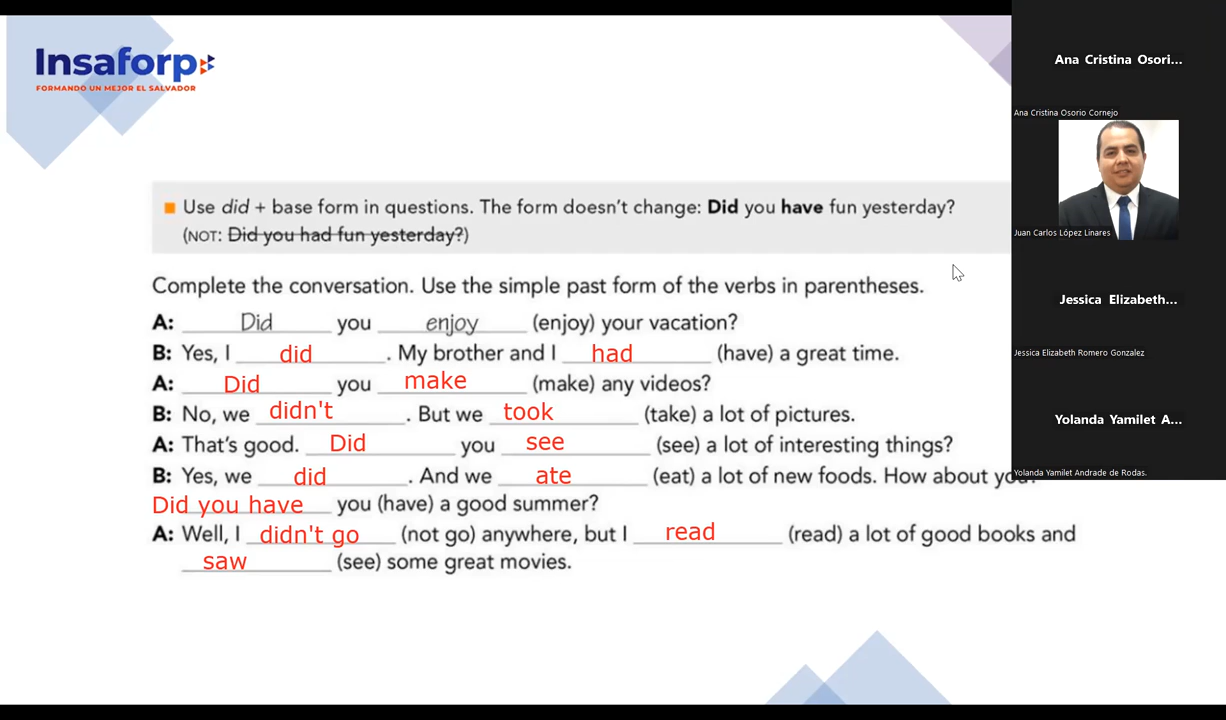 Insaforp
FORMANDO UN MEJOR EL SALVADOR
Use did + base form in questions. The form doesn't change: Did you have fun yesterday?
(NOT: Did you had fun yesterday?)
Complete the conversation. Use the simple past form of the verbs in parentheses.
A: Did you enjoy (enjoy) your vacation?
B: Yes, I did. My brother and I had (have) a great time.
A: Did you make (make) any videos?
B: No, we didn't. But we took (take) a lot of pictures.
A: That's good. Did you see (see) a lot of interesting things?
B: Yes, we did. And we ate (eat) a lot of new foods. How about you?
Did you have you (have) a good summer?
A: Well, I didn't go (not go) anywhere, but I read (read) a lot of good books and
saw (see) some great movies.
Ana Cristina Osori...
Ana Cristina Osorio Cornejo
Juan Carlos López Linares
Jessica Elizabeth...
Jessica Elizabeth Romero Gonzalez
Yolanda Yamilet A...
Yolanda Yamilet Andrade de Rodas.